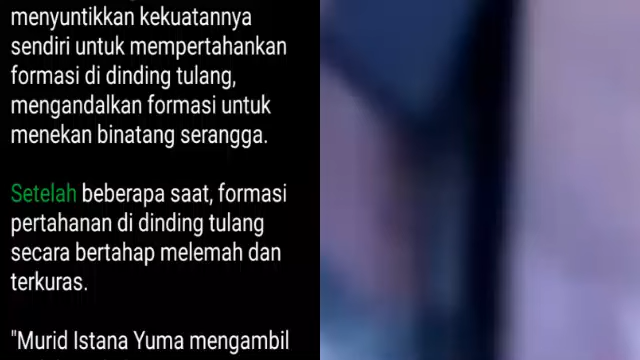 menyuntikkan kekuatannya
sendiri untuk mempertahankan
formasi di dinding tulang,
mengandalkan formasi untuk
menekan binatang serangga.
Setelah beberapa saat, formasi
pertahanan di dinding tulang
secara bertahap melemah dan
terkuras.
"Murid Istana Yuma mengambil